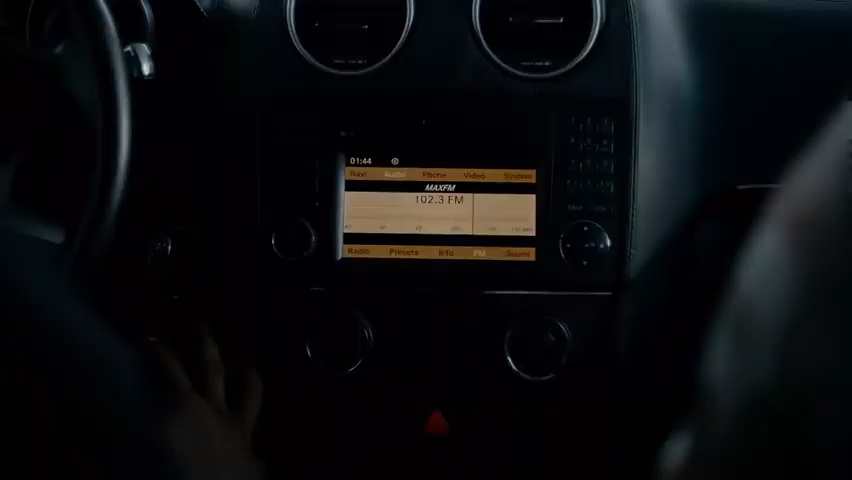 01:44
Navi Audio Phone Video System
MAXFM
102.3 FM
Radio Presets Info FM Sound